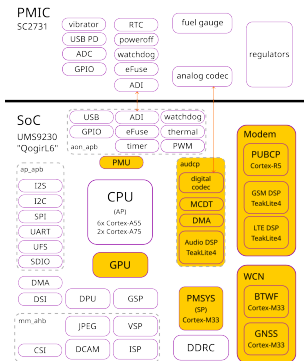 PMIC
SC2731
vibrator
RTC
fuel gauge
USB PD
poweroff
regulators
ADC
watchdog
GPIO
eFuse
analog codec
ADI
SoC
UMS9230
"QogirL6"
USB
ADI
watchdog
GPIO
eFuse
thermal
aon_apb
timer
PWM
PMU
audcp
digital
codec
MCDT
DMA
Audio DSP
TeakLite4
Modem
PUBCP
Cortex-R5
GSM DSP
TeakLite4
LTE DSP
TeakLite4
ap_apb
I2S
I2C
SPI
UART
UFS
SDIO
CPU
(AP)
6x Cortex-A55
2x Cortex-A75
GPU
DMA
DSI
DPU
GSP
mm_ahb
JPEG
VSP
CSI
DCAM
ISP
PMSYS
(SP)
Cortex-M33
DDRC
WCN
BTWF
Cortex-M33
GNSS
Cortex-M33